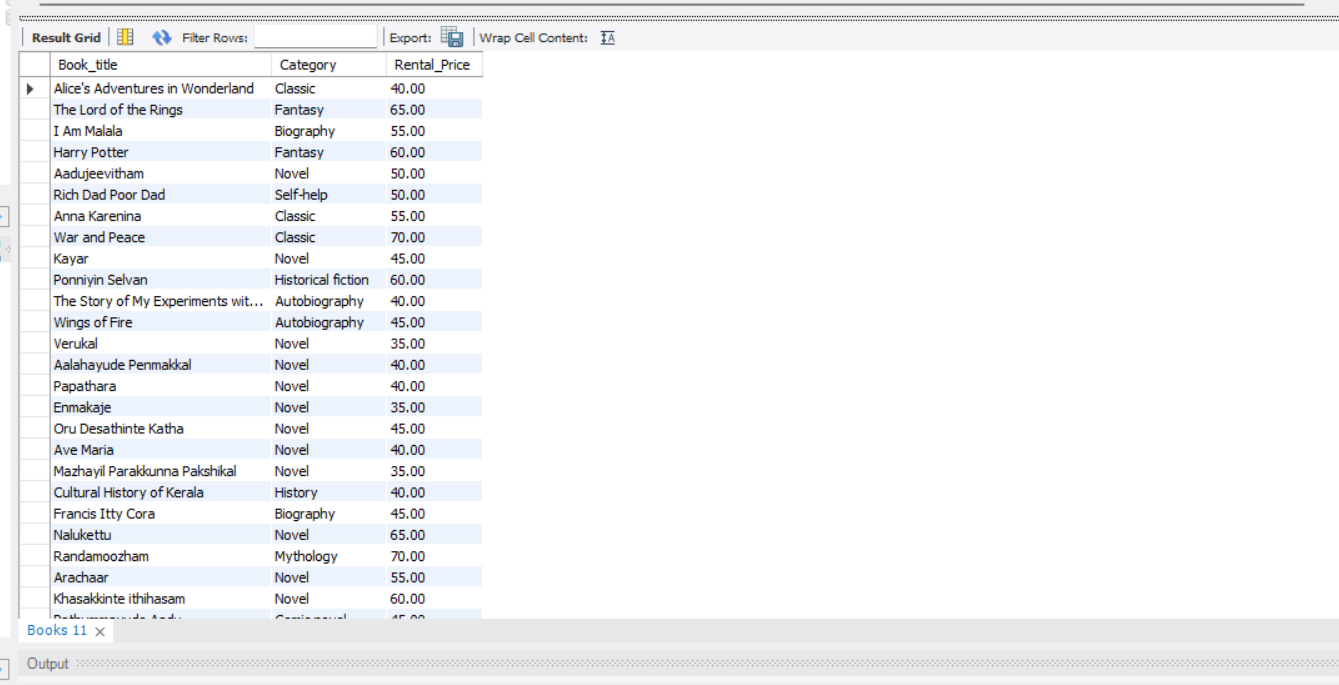 Result Grid Filter Rows: Export: Wrap Cell Content:
Book_title Category Rental_Price
Alice's Adventures in Wonderland Classic 40.00
The Lord of the Rings Fantasy 65.00
I Am Malala Biography 55.00
Harry Potter Fantasy 60.00
Aadujeevitham Novel 50.00
Rich Dad Poor Dad Self-help 50.00
Anna Karenina Classic 55.00
War and Peace Classic 70.00
Kayar Novel 45.00
Ponniyin Selvan Historical fiction 60.00
The Story of My Experiments wit... Autobiography 40.00
Wings of Fire Autobiography 45.00
Verukal Novel 35.00
Aalahayude Penmakkal Novel 40.00
Papathara Novel 40.00
Enmakaje Novel 35.00
Oru Desathinte Katha Novel 45.00
Ave Maria Novel 40.00
Mazhayil Parakkunna Pakshikal Novel 35.00
Cultural History of Kerala History 40.00
Francis Itty Cora Biography 45.00
Nalukettu Novel 65.00
Randamoozham Mythology 70.00
Arachaar Novel 55.00
Khasakkinte ithihasam Novel 60.00
Books 11
Output